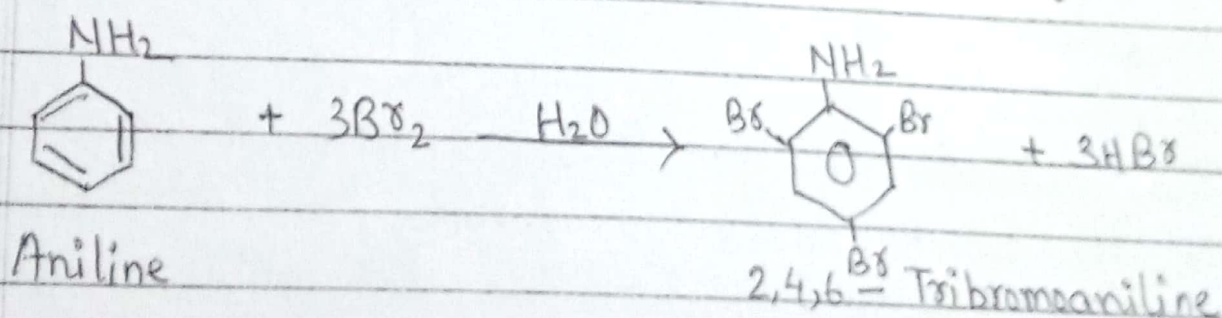 NH2 NH2
+ 3Br2 H2O Br Br + 3HBr
Br
Aniline 2,4,6 - Tribromoaniline